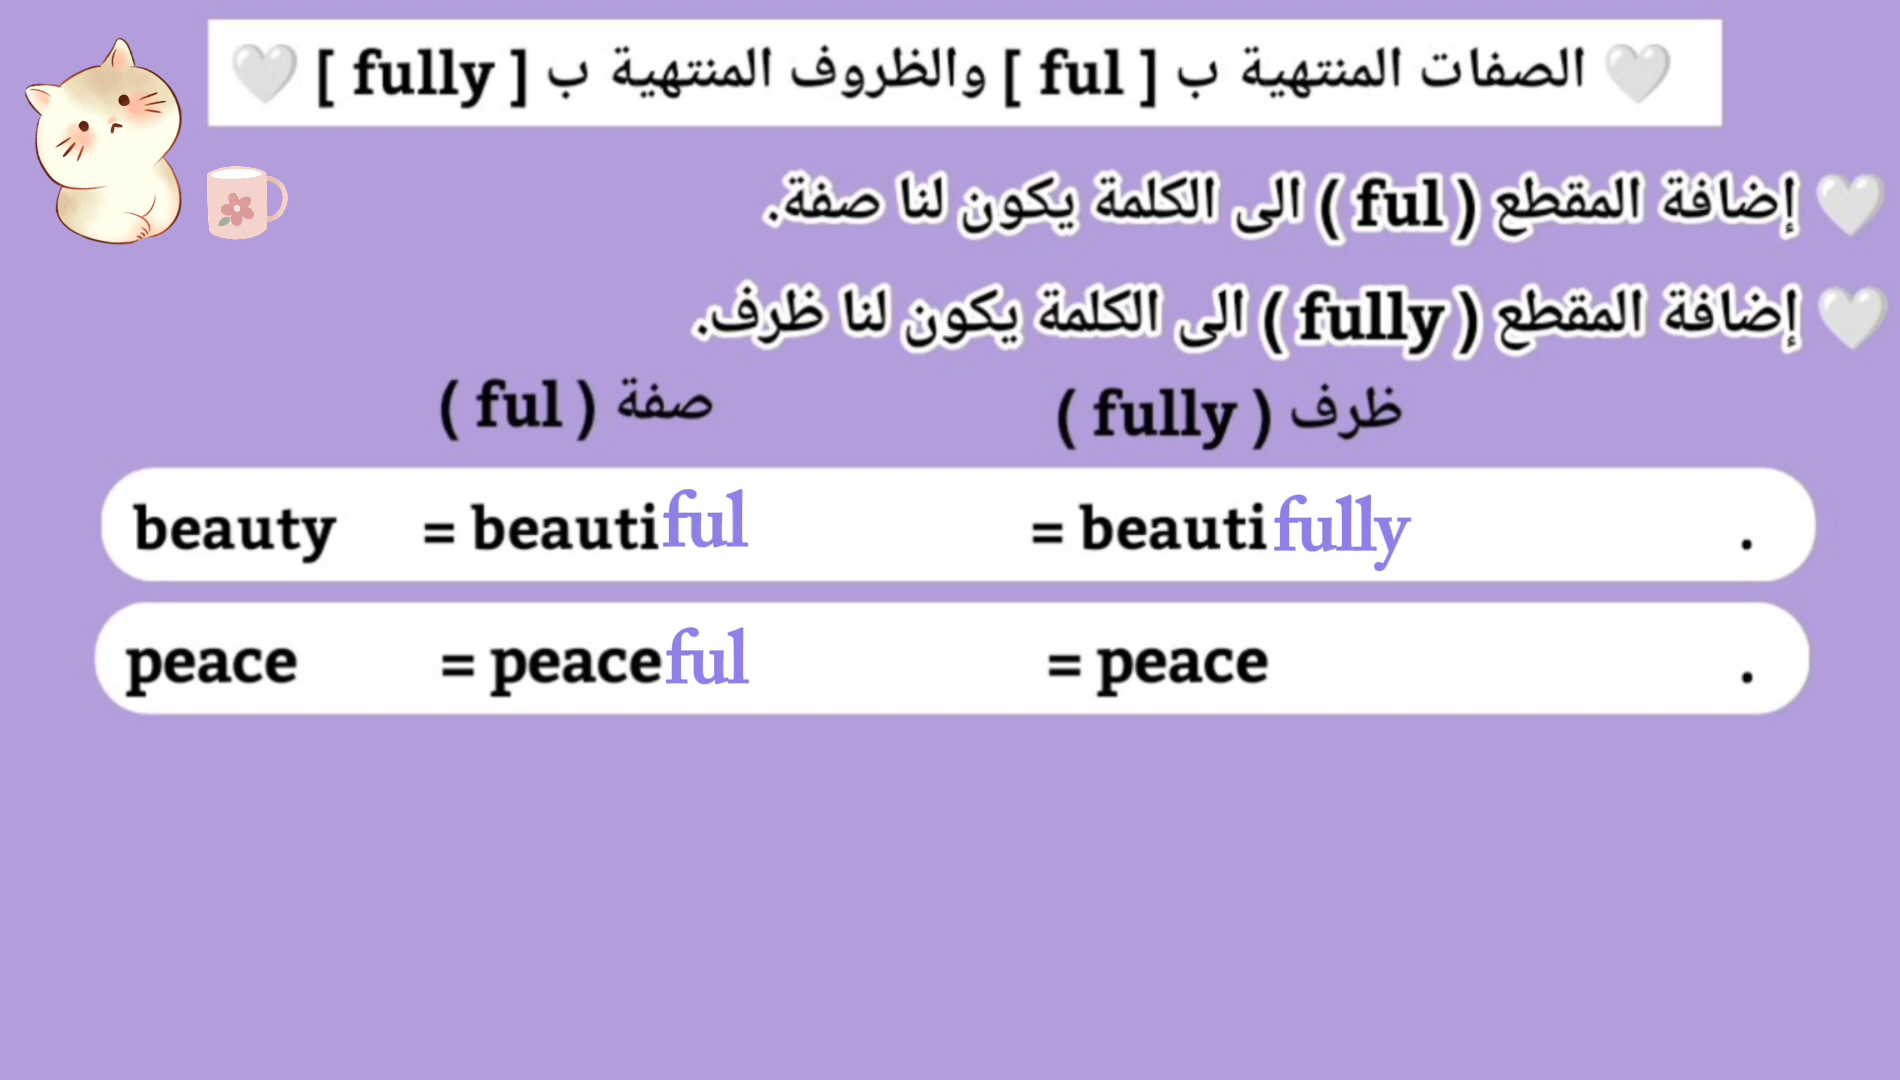 🤍 الصفات المنتهية ب [ ful ] والظروف المنتهية ب [ fully ] 🤍
🤍 إضافة المقطع ( ful ) الى الكلمة يكون لنا صفة.
🤍 إضافة المقطع ( fully ) الى الكلمة يكون لنا ظرف.
صفة ( ful ) ظرف ( fully )
beauty = beautiful = beautifully .
peace = peaceful = peace .